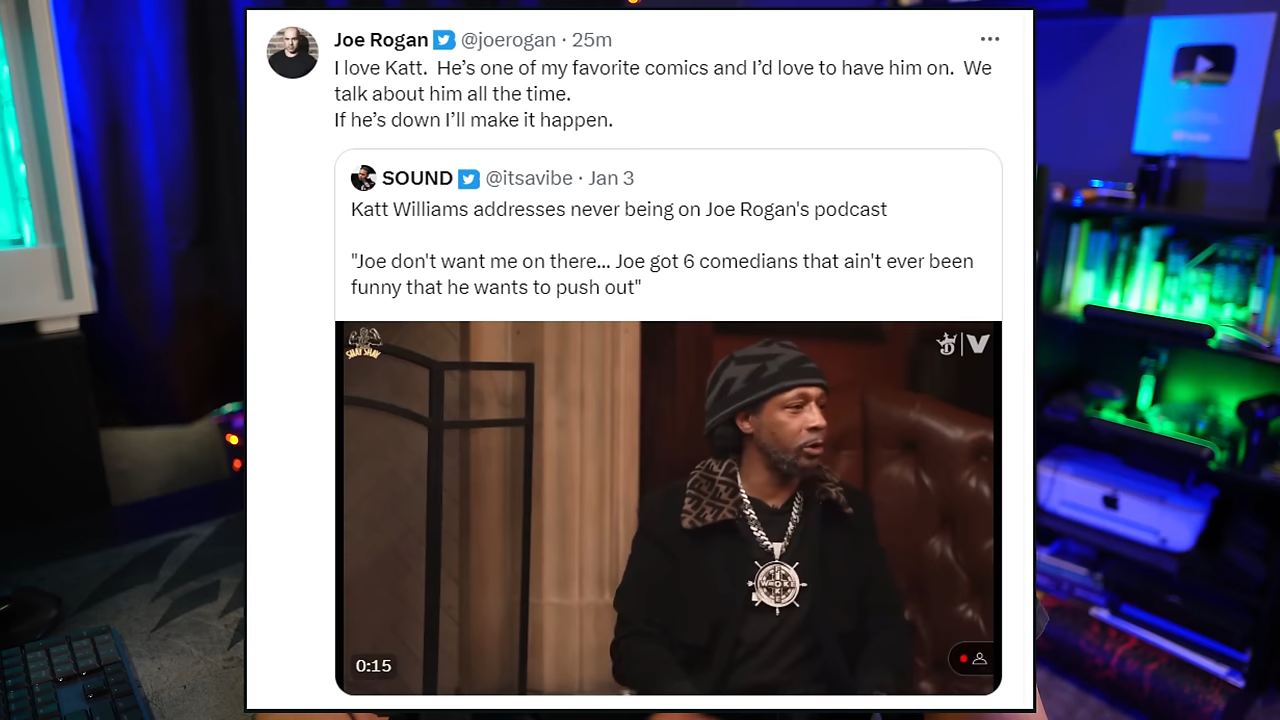 Joe Rogan @joerogan · 25m
I love Katt.  He's one of my favorite comics and I'd love to have him on.  We
talk about him all the time.
If he's down I'll make it happen.
SOUND @itsavibe · Jan 3
Katt Williams addresses never being on Joe Rogan's podcast
"Joe don't want me on there... Joe got 6 comedians that ain't ever been
funny that he wants to push out"
SHAY SHAY
0:15